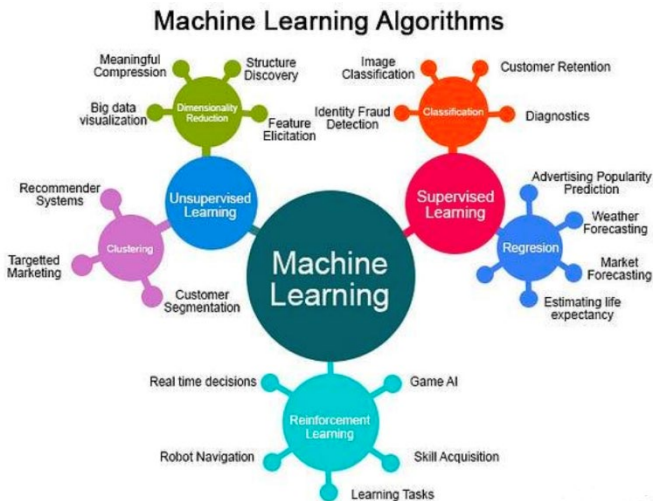 Machine Learning Algorithms
Meaningful
Compression
Structure
Discovery
Big data
visualization
Dimensionality
Reduction
Feature
Elicitation
Image
Classification
Customer Retention
Identity Fraud
Detection
Classification
Diagnostics
Recommender
Systems
Unsupervised
Learning
Clustering
Targetted
Marketing
Customer
Segmentation
Machine
Learning
Supervised
Learning
Advertising Popularity
Prediction
Weather
Forecasting
Regresion
Market
Forecasting
Estimating life
expectancy
Real time decisions
Game AI
Reinforcement
Learning
Robot Navigation
Skill Acquisition
Learning Tasks